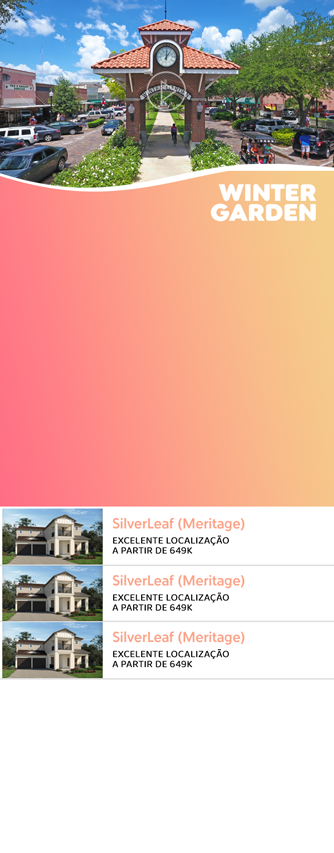 WINTER
GARDEN
SilverLeaf (Meritage)
EXCELENTE LOCALIZAÇÃO
A PARTIR DE 649K
SilverLeaf (Meritage)
EXCELENTE LOCALIZAÇÃO
A PARTIR DE 649K
SilverLeaf (Meritage)
EXCELENTE LOCALIZAÇÃO
A PARTIR DE 649K